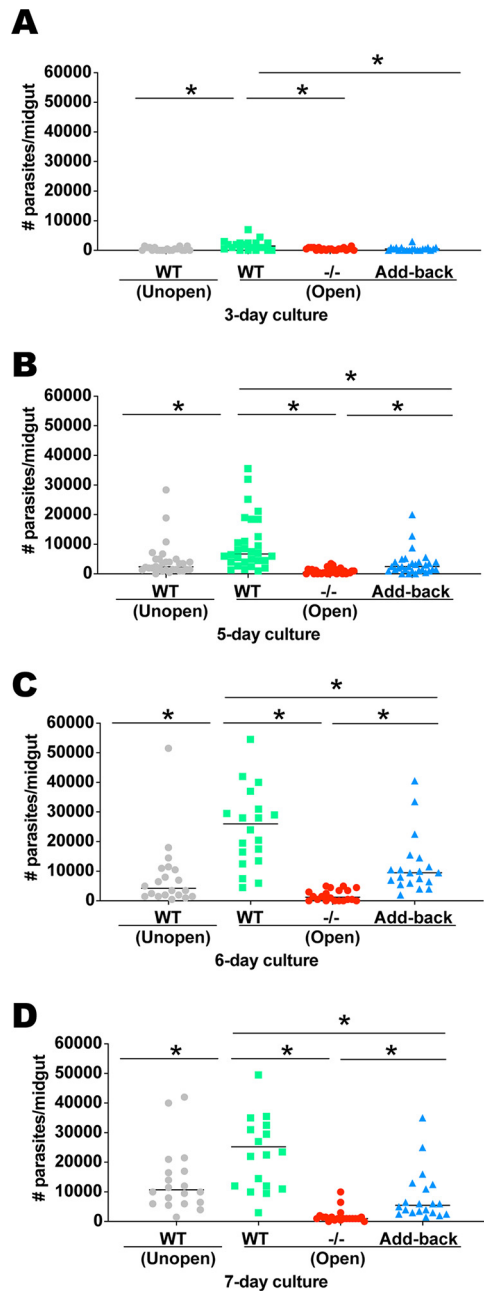 A
*
* *
60000
50000
40000
30000
20000
10000
0
# parasites/midgut
WT WT -/- Add-back
(Unopen) (Open)
3-day culture
B
*
* * *
60000
50000
40000
30000
20000
10000
0
# parasites/midgut
WT WT -/- Add-back
(Unopen) (Open)
5-day culture
C
*
* * *
60000
50000
40000
30000
20000
10000
0
# parasites/midgut
WT WT -/- Add-back
(Unopen) (Open)
6-day culture
D
*
* * *
60000
50000
40000
30000
20000
10000
0
# parasites/midgut
WT WT -/- Add-back
(Unopen) (Open)
7-day culture